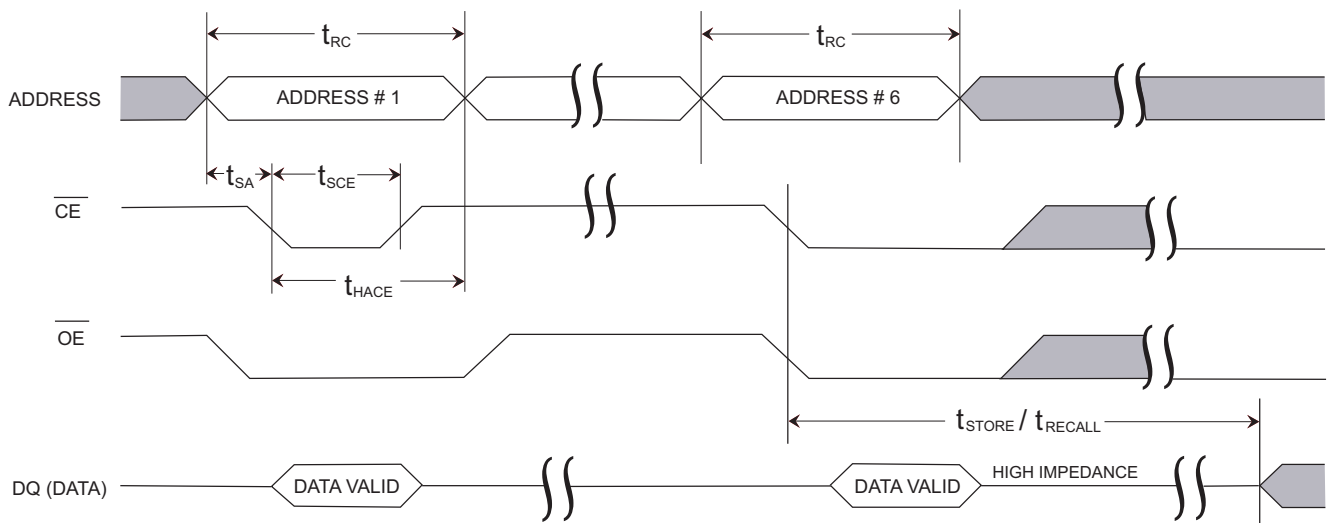 tRC tRC
ADDRESS ADDRESS # 1 ADDRESS # 6
tSA tSCE
CE
tHACE
OE
tSTORE / tRECALL
DQ (DATA) DATA VALID DATA VALID HIGH IMPEDANCE